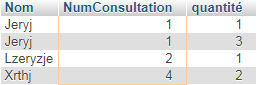 Nom NumConsultation quantité
Jeryj 1 1
Jeryj 1 3
Lzeryzje 2 1
Xrthj 4 2